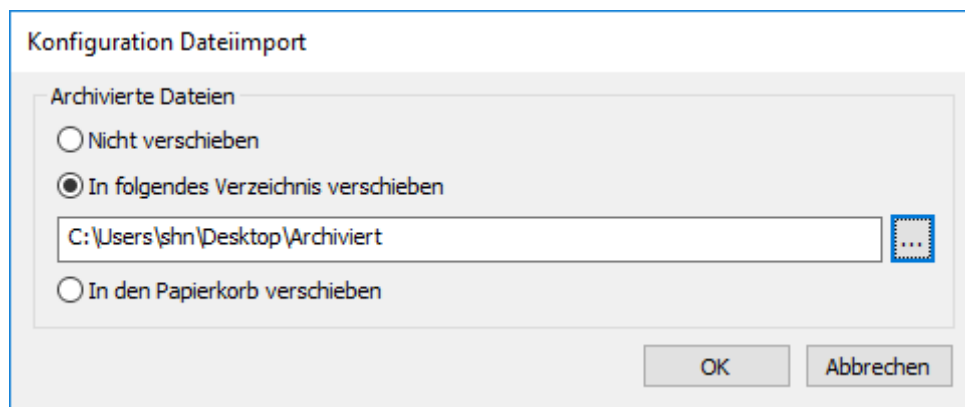 Konfiguration Dateiimport
Archivierte Dateien
Nicht verschieben
In folgendes Verzeichnis verschieben
C:\Users\shn\Desktop\Archiviert
...
In den Papierkorb verschieben
OK
Abbrechen